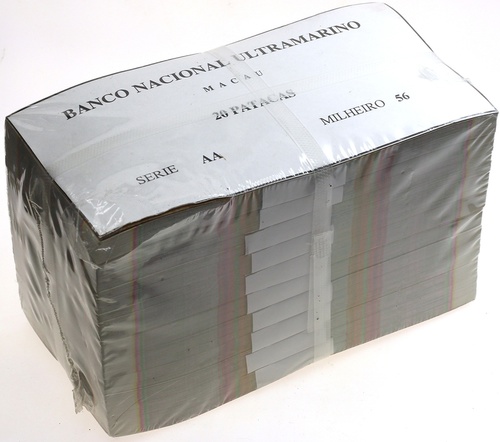 BANCO NACIONAL ULTRAMARINO
MACAU
20 PATACAS
SERIE AA MILHEIRO 56